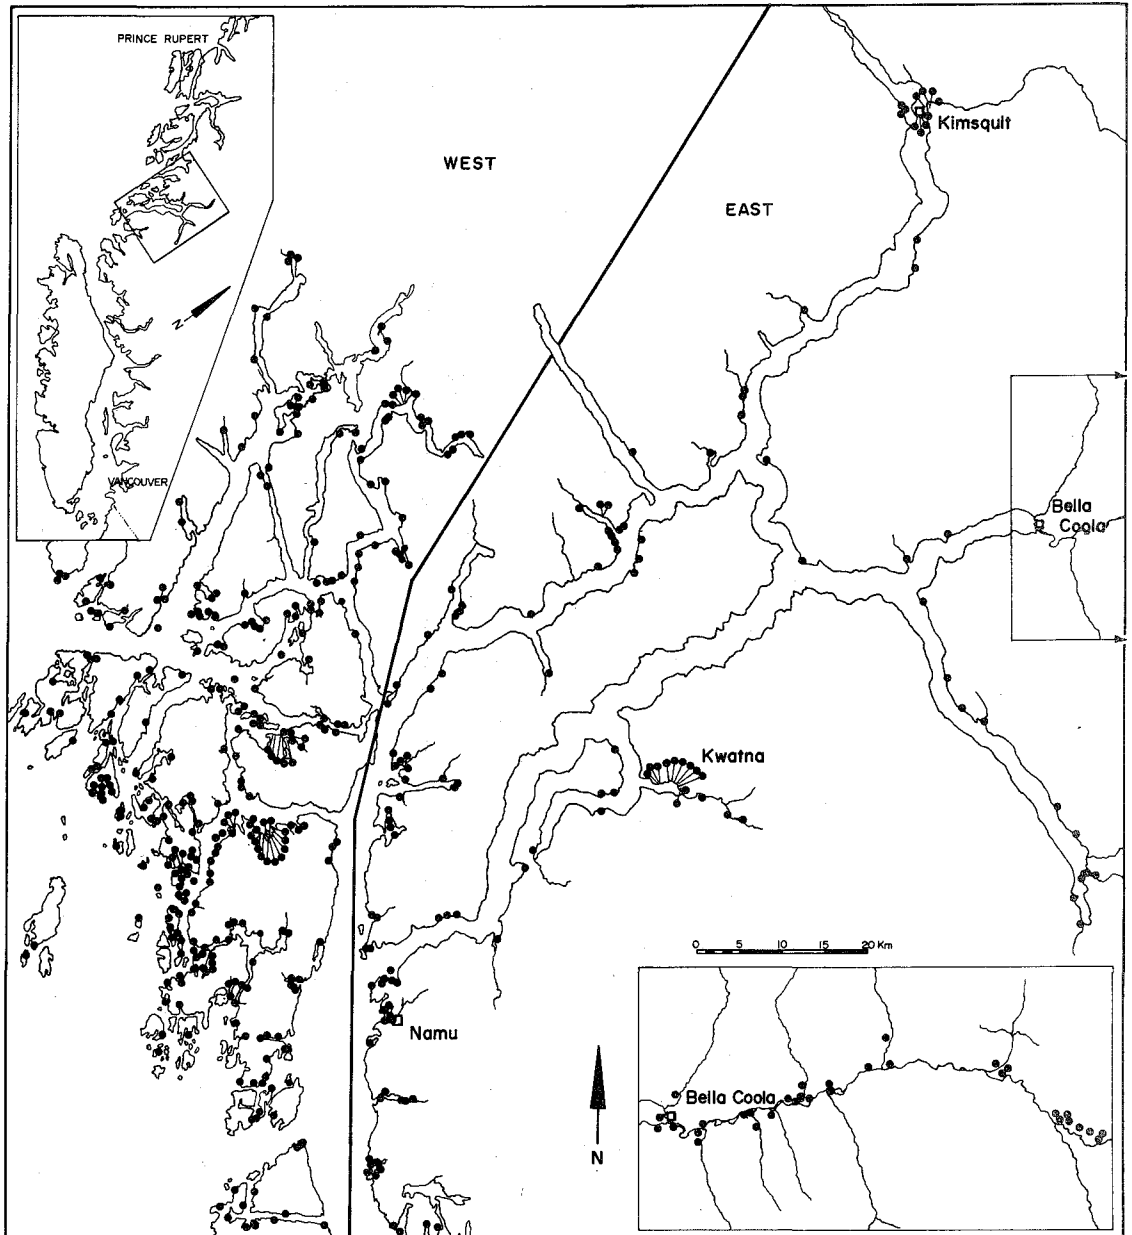 PRINCE RUPERT
WEST
EAST
Kimsquit
N
VANCOUVER
Bella
Coola
Kwatna
0 5 10 15 20 Km
Namu
N
Bella Coola